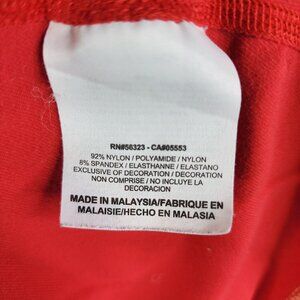 RN#56323 - CA#05553
92% NYLON / POLYAMIDE / NYLON
8% SPANDEX / ELASTHANNE / ELASTANO
EXCLUSIVE OF DECORATION / DECORATION
NON COMPRISE / NO INCLUYE LA
DECORACION
MADE IN MALAYSIA/FABRIQUE EN
MALAISIE/HECHO EN MALASIA